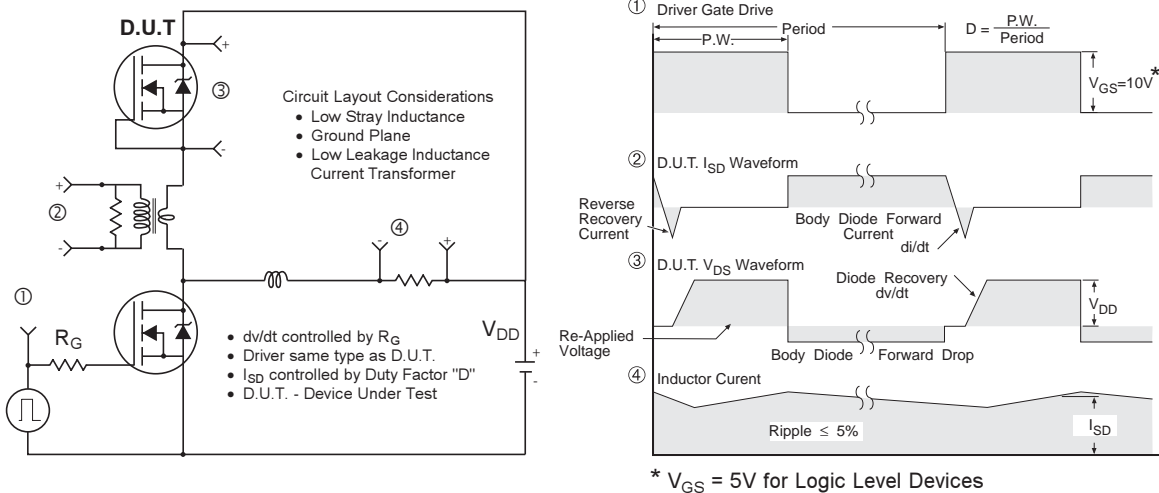 D.U.T
+
③
-
Circuit Layout Considerations
• Low Stray Inductance
• Ground Plane
• Low Leakage Inductance
Current Transformer
+
②
-
④
-
+
①
R_G
V_DD
+
-
• dv/dt controlled by R_G
• Driver same type as D.U.T.
• I_SD controlled by Duty Factor "D"
• D.U.T. - Device Under Test
① Driver Gate Drive
P.W.
Period
D = P.W. / Period
V_GS=10V*
② D.U.T. I_SD Waveform
Reverse
Recovery
Current
Body Diode Forward
Current
di/dt
③ D.U.T. V_DS Waveform
Diode Recovery
dv/dt
V_DD
Re-Applied
Voltage
Body Diode Forward Drop
④ Inductor Curent
Ripple ≤ 5%
I_SD
* V_GS = 5V for Logic Level Devices